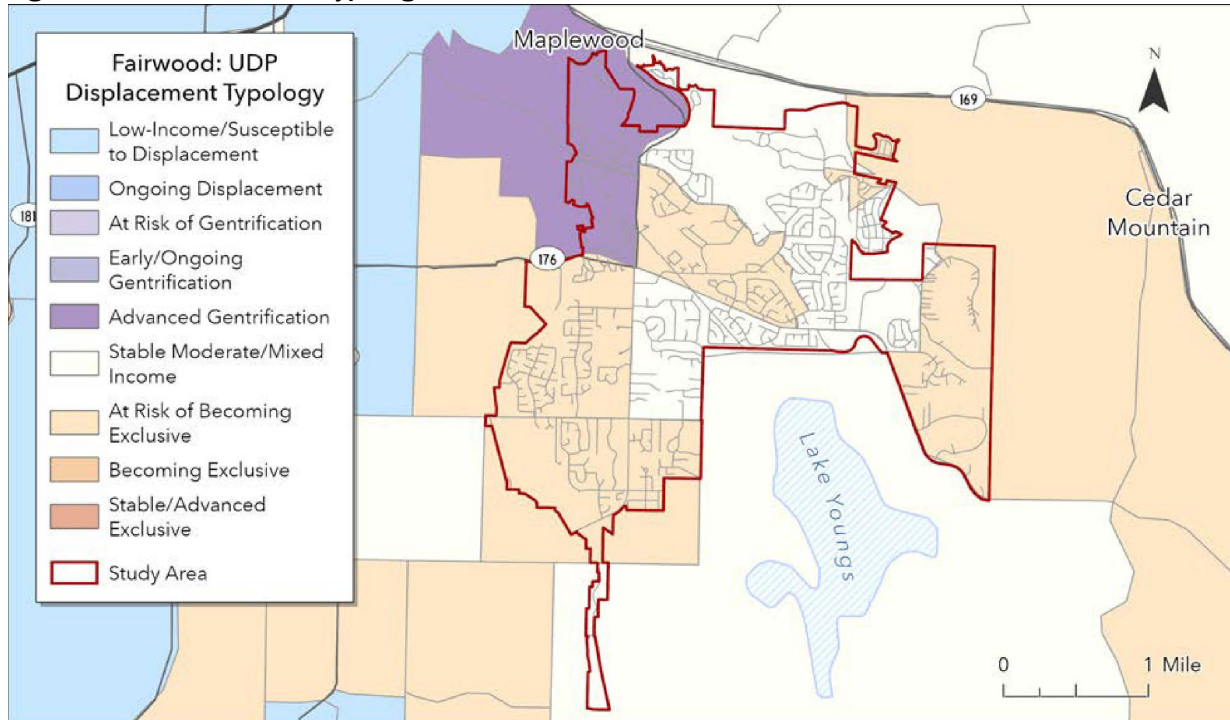 Fairwood: UDP
Displacement Typology
Low-Income/Susceptible
to Displacement
Ongoing Displacement
At Risk of Gentrification
Early/Ongoing
Gentrification
Advanced Gentrification
Stable Moderate/Mixed
Income
At Risk of Becoming
Exclusive
Becoming Exclusive
Stable/Advanced
Exclusive
Study Area
181
Maplewood
N
169
Cedar
Mountain
176
Lake Youngs
0 1 Mile